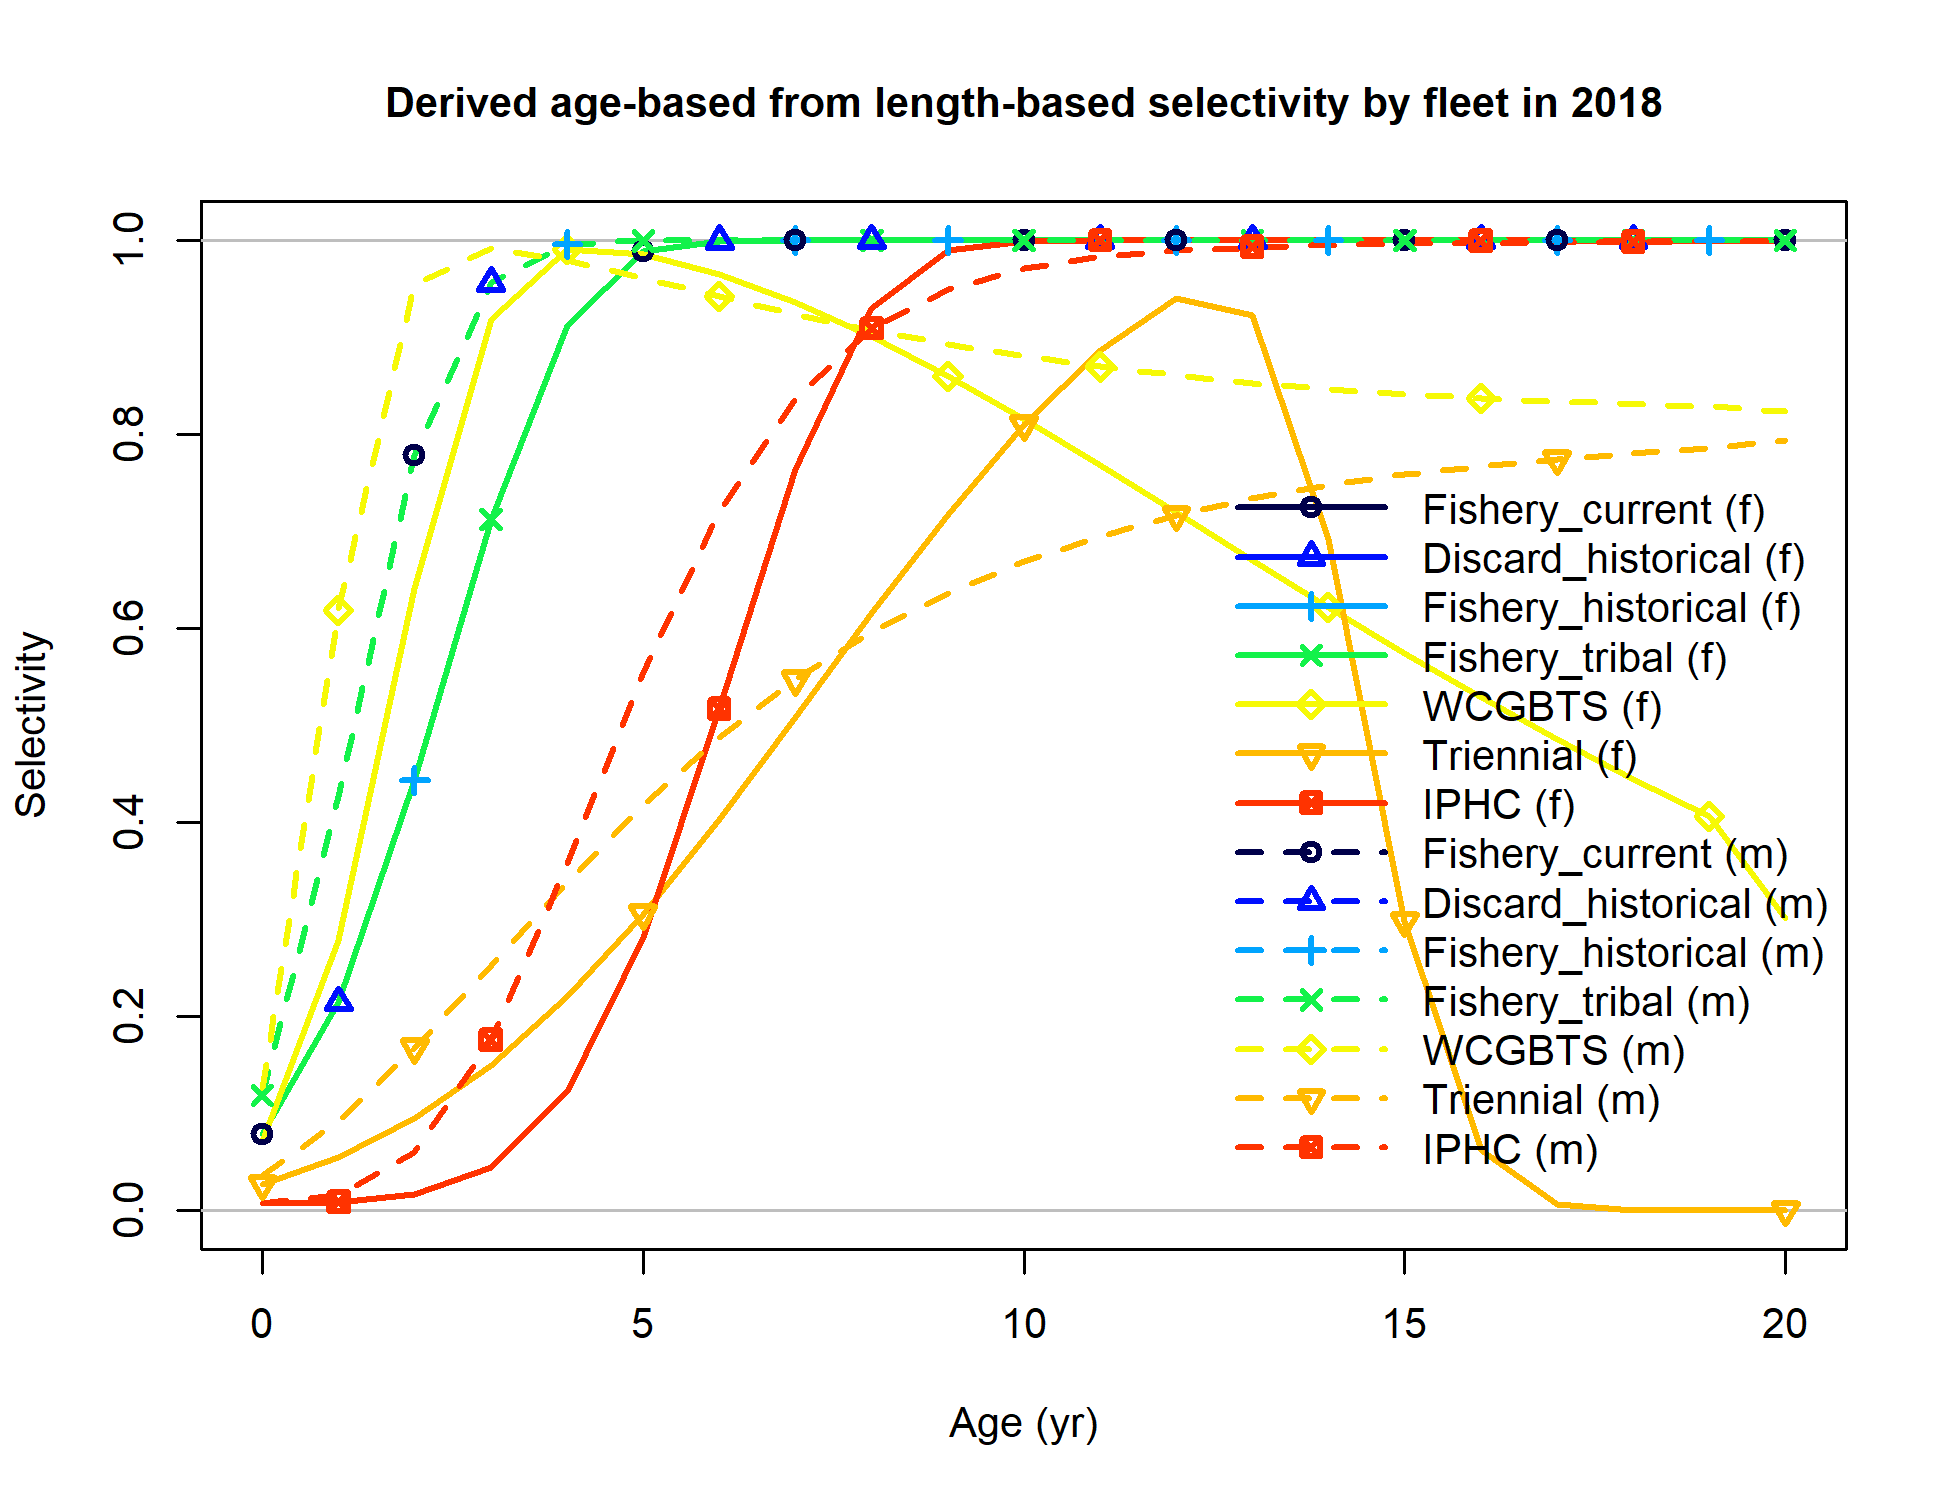 Derived age-based from length-based selectivity by fleet in 2018
Selectivity
1.0
0.8
0.6
0.4
0.2
0.0
Fishery_current (f)
Discard_historical (f)
Fishery_historical (f)
Fishery_tribal (f)
WCGBTS (f)
Triennial (f)
IPHC (f)
Fishery_current (m)
Discard_historical (m)
Fishery_historical (m)
Fishery_tribal (m)
WCGBTS (m)
Triennial (m)
IPHC (m)
0 5 10 15 20
Age (yr)